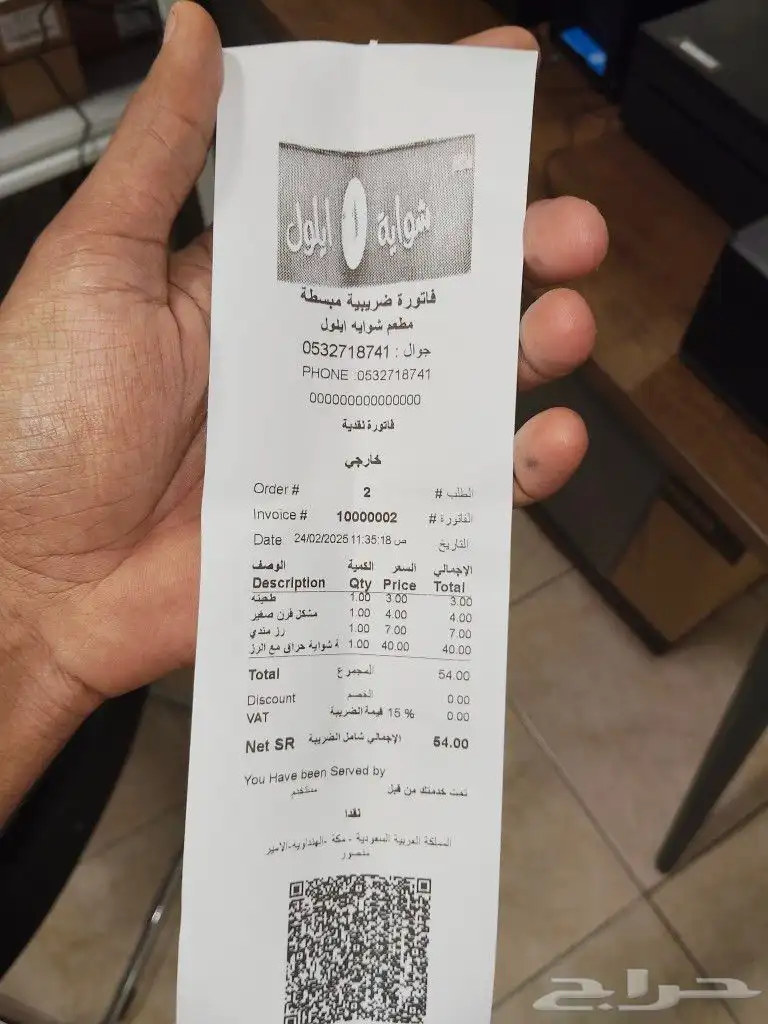 شواية ايلول
فاتورة ضريبية مبسطة
مطعم شوايه ايلول
جوال : 0532718741
PHONE :0532718741
000000000000000
فاتورة نقدية
خارجي
Order # 2 الطلب #
Invoice # 10000002 الفاتورة #
Date 24/02/2025 11:35:18 ص التاريخ
الوصف الكمية السعر الإجمالي
Description Qty Price Total
طحينه 1.00 3.00 3.00
مشكل فرن صغير 1.00 4.00 4.00
رز مندي 1.00 7.00 7.00
ة شواية حراق مع الرز 1.00 40.00 40.00
Total المجموع 54.00
Discount الخصم 0.00
VAT قيمة الضريبة 15 % 0.00
Net SR الإجمالي شامل الضريبة 54.00
You Have been Served by
تمت خدمتك من قبل
مستخدم
نقدا
المملكة العربية السعودية - مكة -الهنداويه-الامير
منصور
حراج